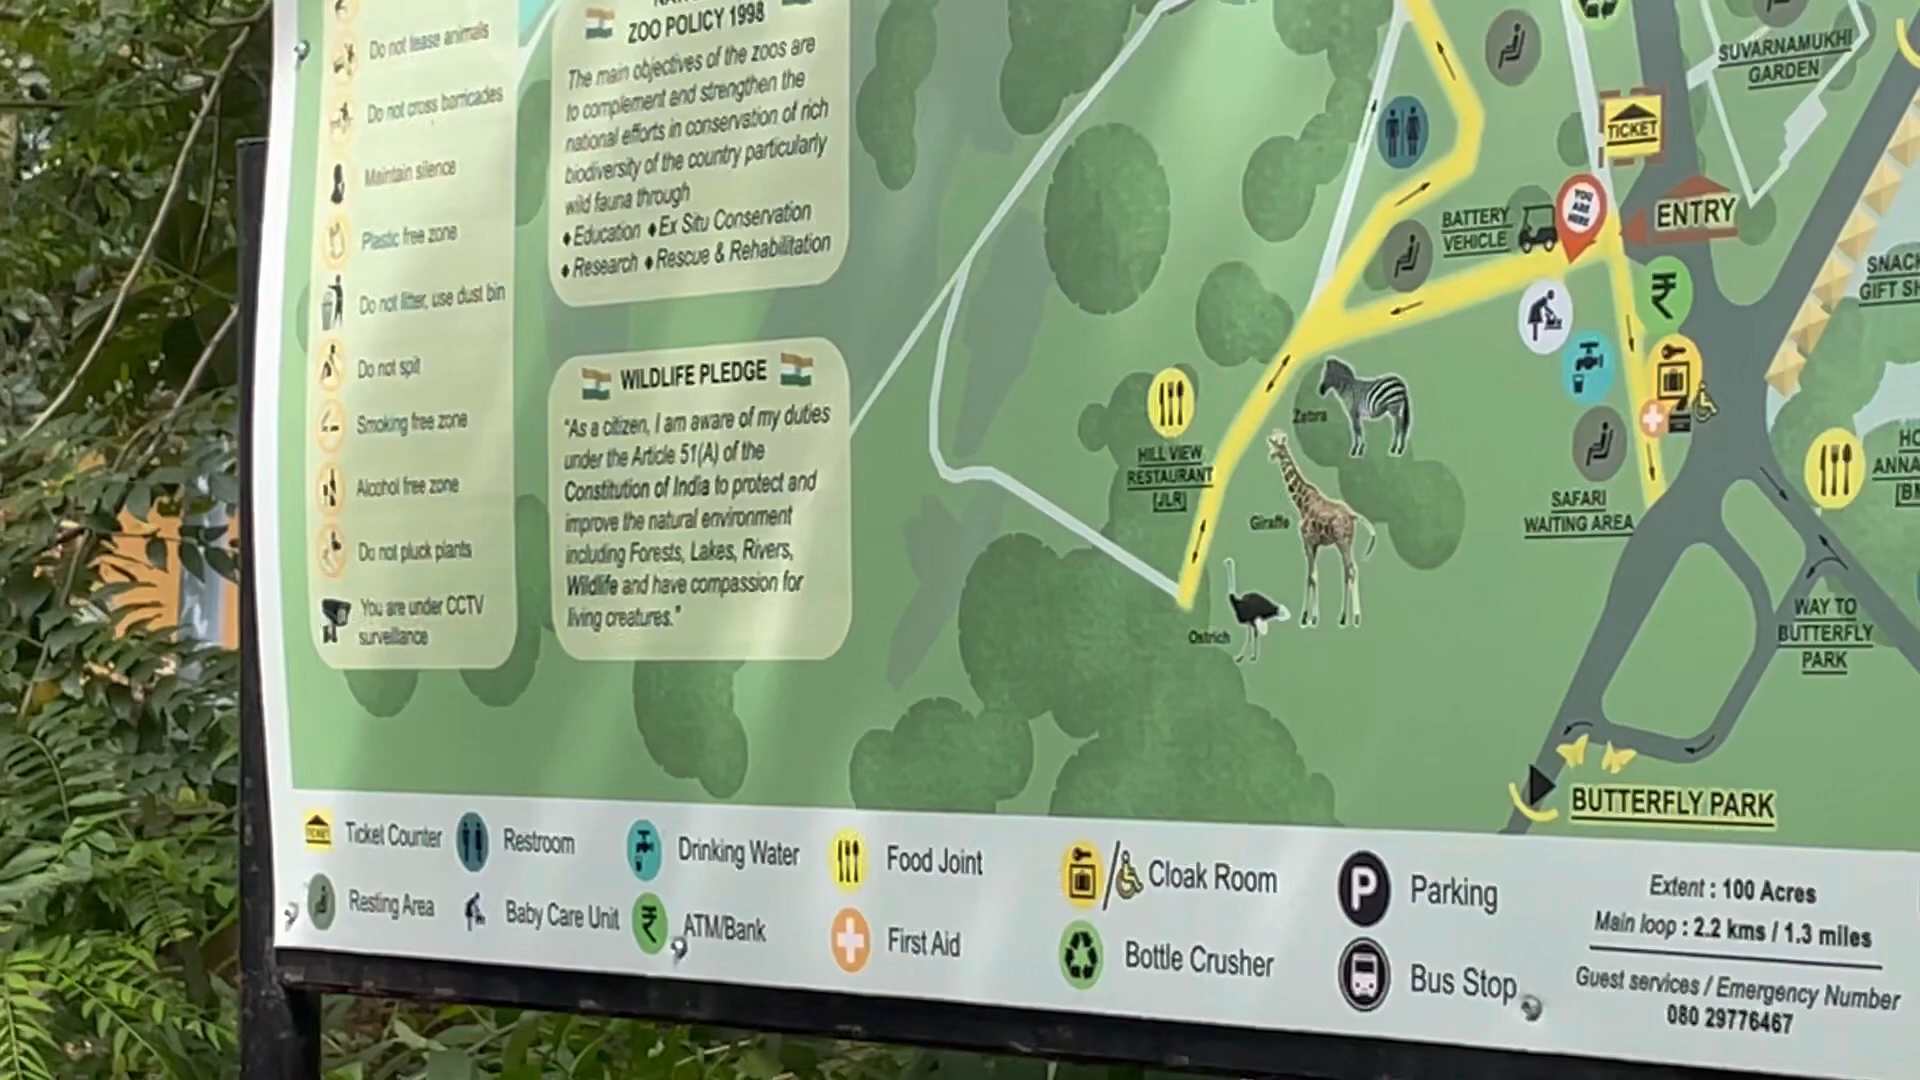 Do not tease animals
Do not cross barricades
Maintain silence
Plastic free zone
Do not litter, use dust bin
Do not spit
Smoking free zone
Alcohol free zone
Do not pluck plants
You are under CCTV
surveillance
ZOO POLICY 1998
The main objectives of the zoos are
to complement and strengthen the
national efforts in conservation of rich
biodiversity of the country particularly
wild fauna through
♦Education ♦Ex Situ Conservation
♦Research ♦Rescue & Rehabilitation
WILDLIFE PLEDGE
"As a citizen, I am aware of my duties
under the Article 51(A) of the
Constitution of India to protect and
improve the natural environment
including Forests, Lakes, Rivers,
Wildlife and have compassion for
living creatures."
SUVARNAMUKHI
GARDEN
TICKET
YOU
ARE
HERE
ENTRY
BATTERY
VEHICLE
Zebra
HILL VIEW
RESTAURANT
[JLR]
Giraffe
SAFARI
WAITING AREA
Ostrich
WAY TO
BUTTERFLY
PARK
BUTTERFLY PARK
TICKET
Ticket Counter
Restroom
Drinking Water
Food Joint
Cloak Room
Parking
Resting Area
Baby Care Unit
ATM/Bank
First Aid
Bottle Crusher
Bus Stop
Extent : 100 Acres
Main loop : 2.2 kms / 1.3 miles
Guest services / Emergency Number
080 29776467